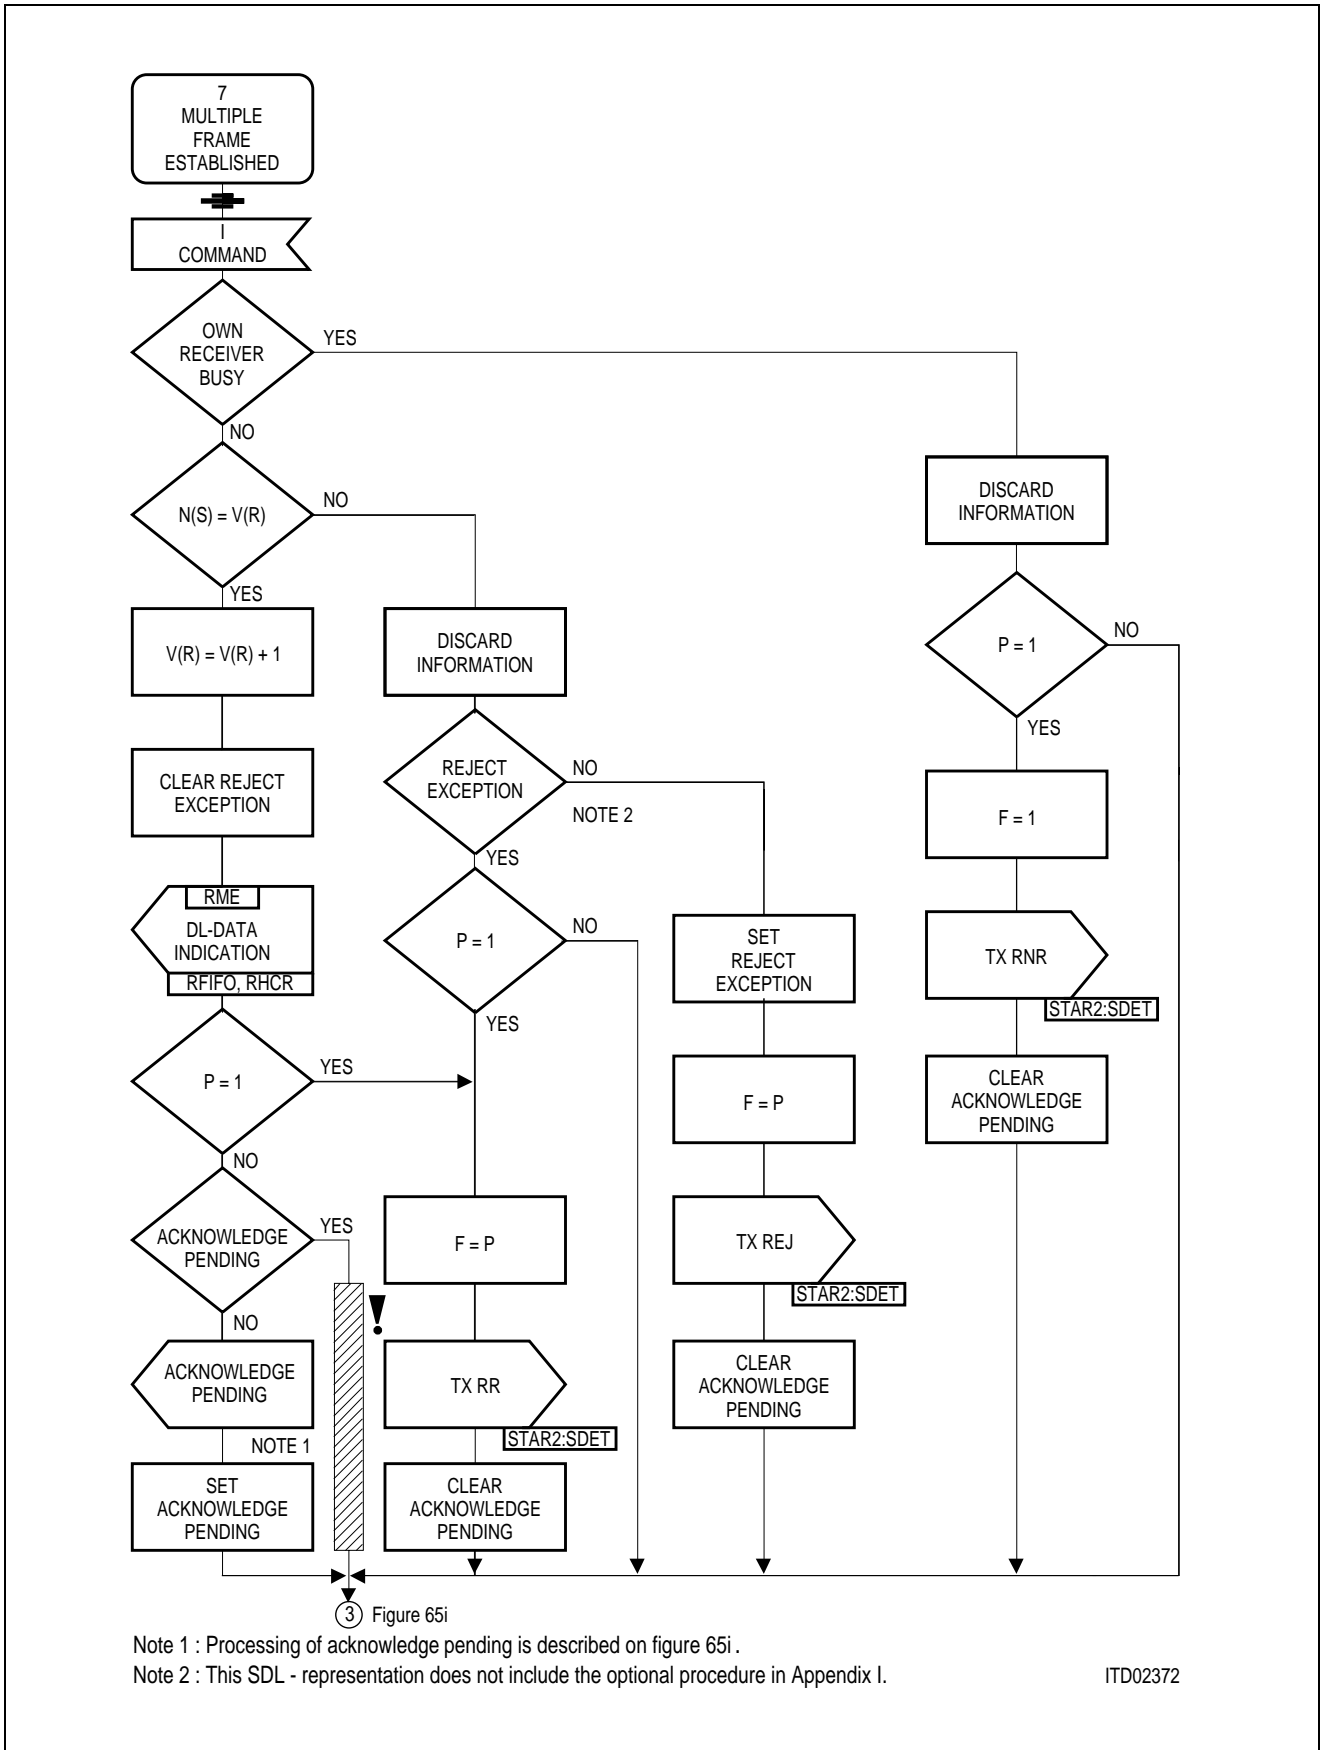 7
MULTIPLE
FRAME
ESTABLISHED
I
COMMAND
OWN
RECEIVER
BUSY
YES
NO
N(S) = V(R)
NO
YES
DISCARD
INFORMATION
P = 1
NO
YES
V(R) = V(R) + 1
DISCARD
INFORMATION
CLEAR REJECT
EXCEPTION
REJECT
EXCEPTION
NO
NOTE 2
YES
F = 1
RME
DL-DATA
INDICATION
RFIFO, RHCR
P = 1
NO
YES
SET
REJECT
EXCEPTION
TX RNR
STAR2:SDET
P = 1
YES
NO
F = P
CLEAR
ACKNOWLEDGE
PENDING
ACKNOWLEDGE
PENDING
YES
NO
F = P
TX REJ
STAR2:SDET
!
ACKNOWLEDGE
PENDING
NOTE 1
TX RR
STAR2:SDET
CLEAR
ACKNOWLEDGE
PENDING
SET
ACKNOWLEDGE
PENDING
CLEAR
ACKNOWLEDGE
PENDING
3 Figure 65i
Note 1 : Processing of acknowledge pending is described on figure 65i .
Note 2 : This SDL - representation does not include the optional procedure in Appendix I.
ITD02372